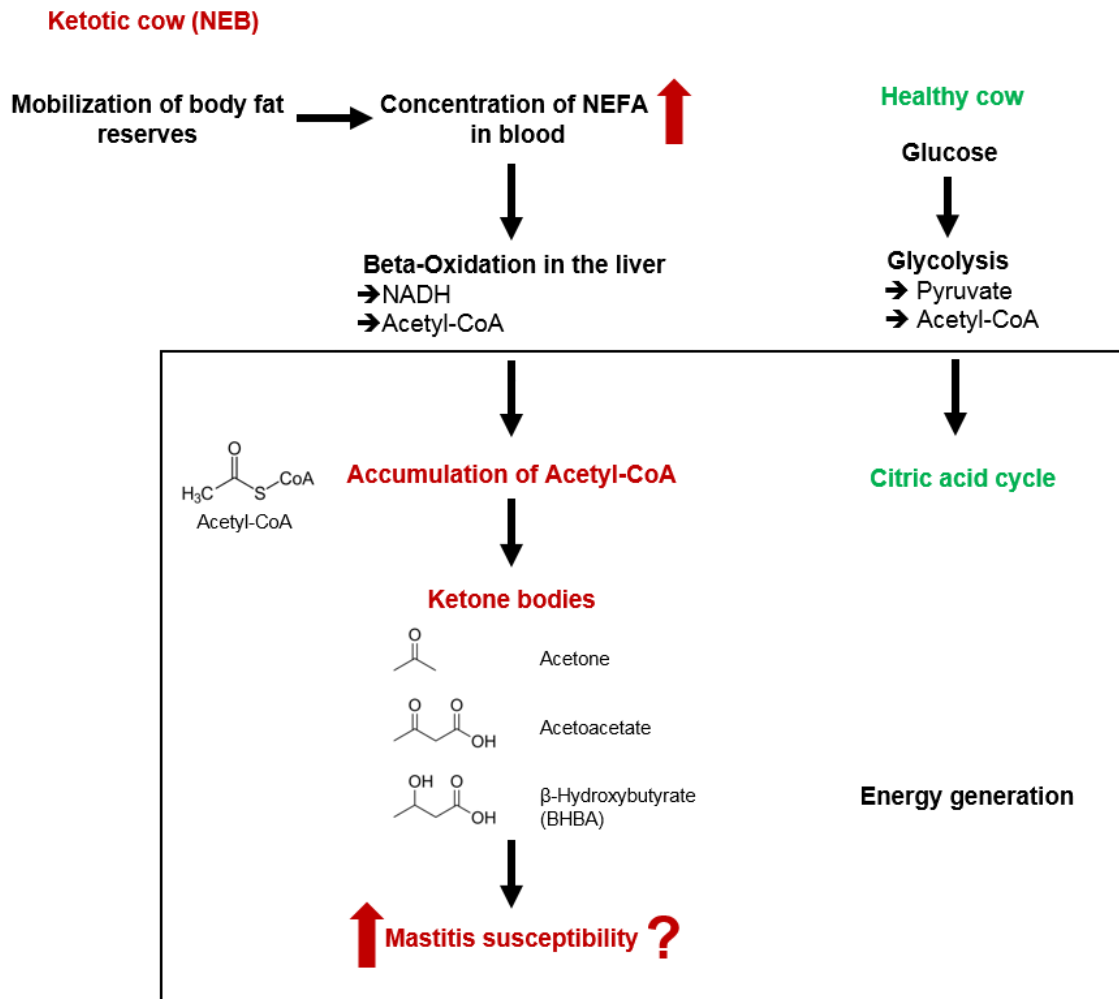 Ketotic cow (NEB)
Mobilization of body fat
reserves
Concentration of NEFA
in blood
Beta-Oxidation in the liver
➔NADH
➔Acetyl-CoA
Healthy cow
Glucose
Glycolysis
➔ Pyruvate
➔ Acetyl-CoA
O
H₃C
S
CoA
Acetyl-CoA
Accumulation of Acetyl-CoA
Citric acid cycle
Ketone bodies
O
Acetone
O O
OH
Acetoacetate
OH O
OH
β-Hydroxybutyrate
(BHBA)
Energy generation
Mastitis susceptibility ?